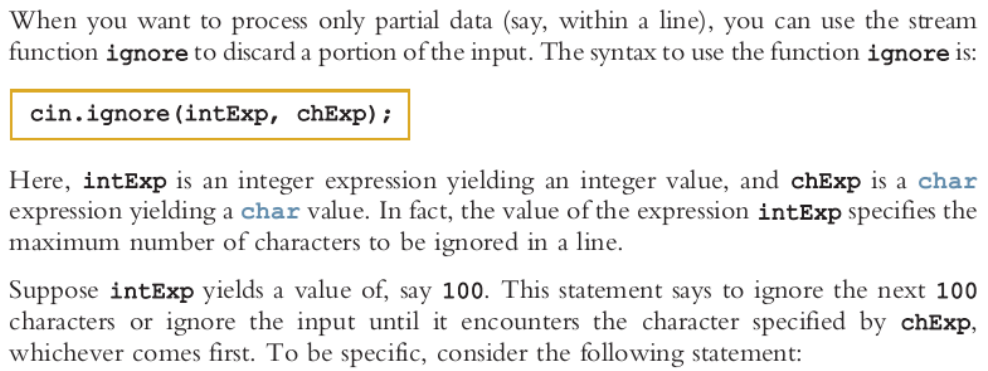 When you want to process only partial data (say, within a line), you can use the stream
function ignore to discard a portion of the input. The syntax to use the function ignore is:
cin.ignore(intExp, chExp);
Here, intExp is an integer expression yielding an integer value, and chExp is a char
expression yielding a char value. In fact, the value of the expression intExp specifies the
maximum number of characters to be ignored in a line.
Suppose intExp yields a value of, say 100. This statement says to ignore the next 100
characters or ignore the input until it encounters the character specified by chExp,
whichever comes first. To be specific, consider the following statement: